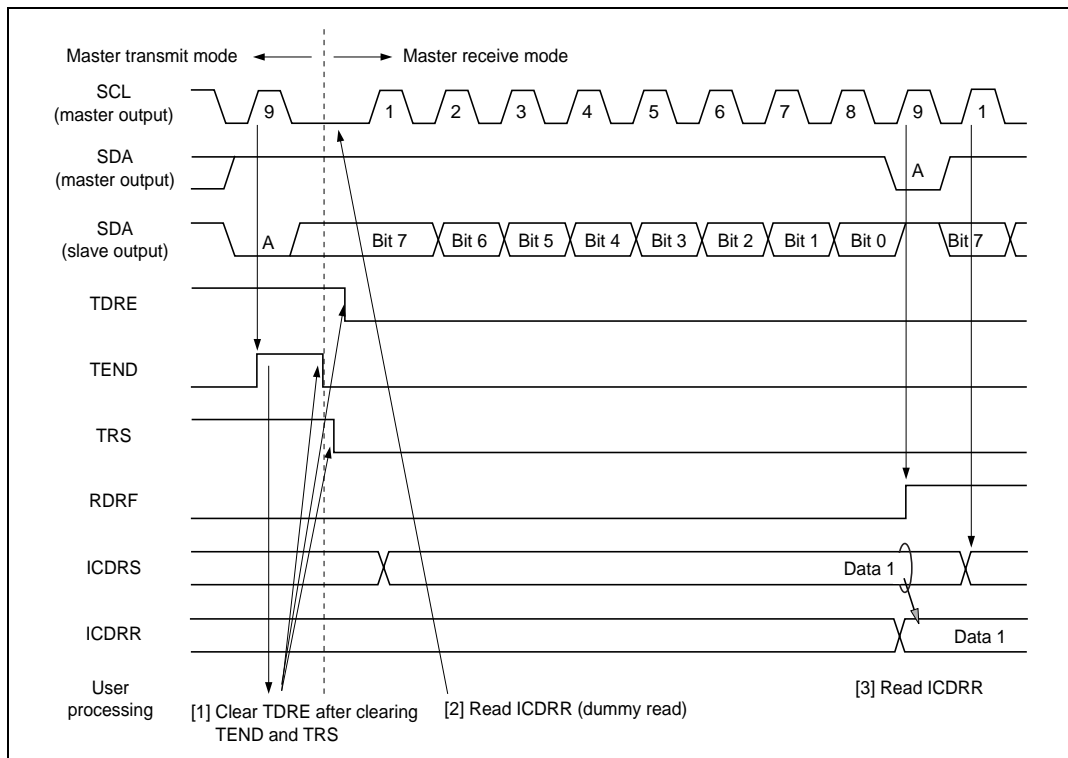 Master transmit mode
Master receive mode
SCL
(master output)
9
1
2
3
4
5
6
7
8
9
1
SDA
(master output)
A
SDA
(slave output)
A
Bit 7
Bit 6
Bit 5
Bit 4
Bit 3
Bit 2
Bit 1
Bit 0
Bit 7
TDRE
TEND
TRS
RDRF
ICDRS
Data 1
ICDRR
Data 1
User
processing
[1] Clear TDRE after clearing
TEND and TRS
[2] Read ICDRR (dummy read)
[3] Read ICDRR